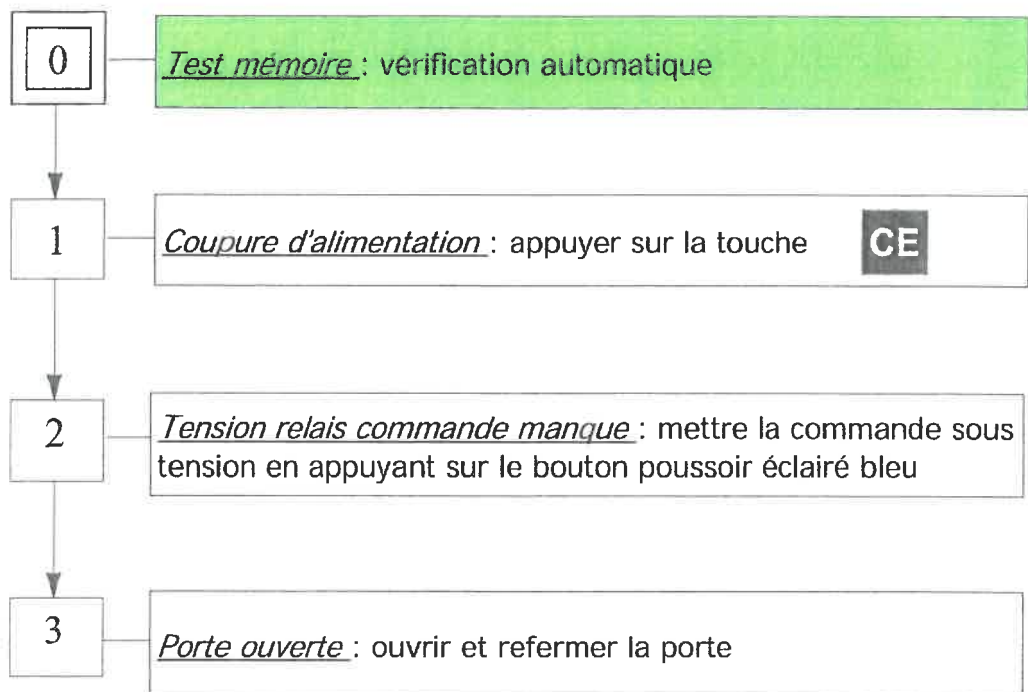 0
Test mémoire : vérification automatique
1
Coupure d'alimentation : appuyer sur la touche CE
2
Tension relais commande manque : mettre la commande sous
tension en appuyant sur le bouton poussoir éclairé bleu
3
Porte ouverte : ouvrir et refermer la porte